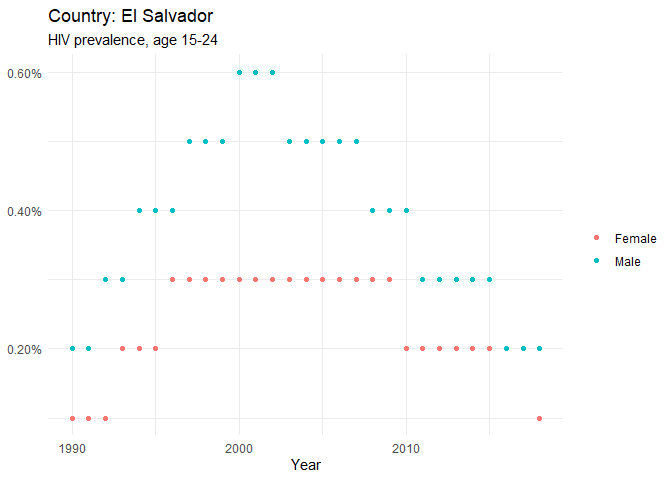 Country: El Salvador
HIV prevalence, age 15-24
0.60%
0.40%
0.20%
1990 2000 2010
Year
Female
Male